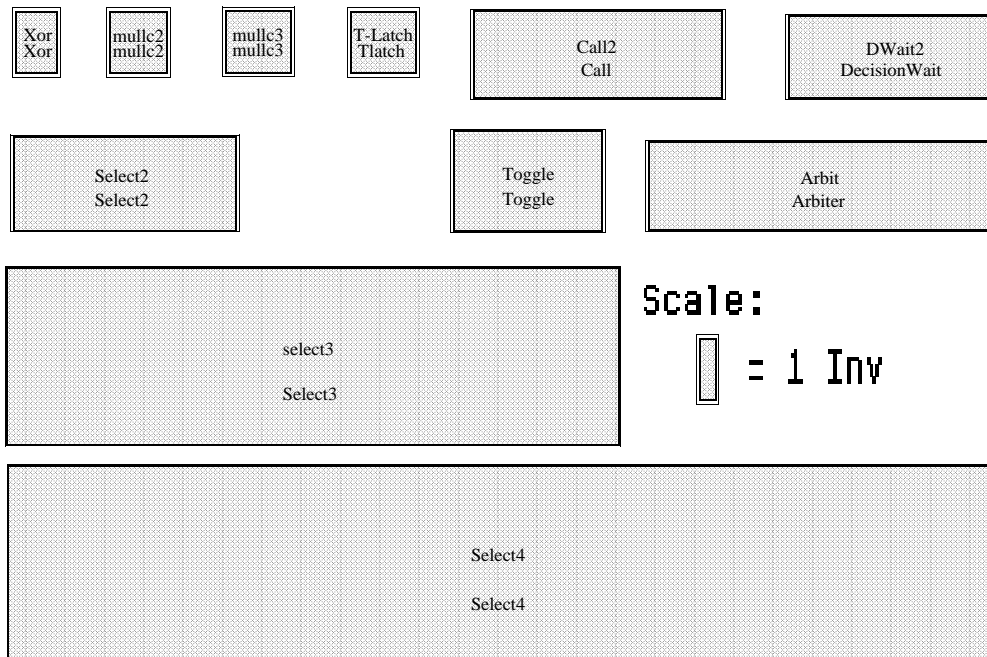 Xor
Xor
mullc2
mullc2
mullc3
mullc3
T-Latch
Tlatch
Call2
Call
DWait2
DecisionWait
Select2
Select2
Toggle
Toggle
Arbit
Arbiter
select3
Select3
Scale:
= 1 Inv
Select4
Select4